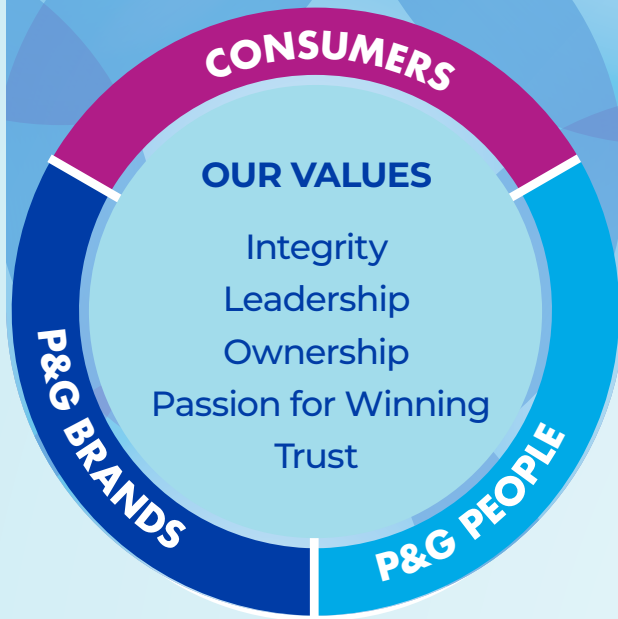 CONSUMERS
OUR VALUES
Integrity
Leadership
Ownership
Passion for Winning
Trust
P&G BRANDS
P&G PEOPLE